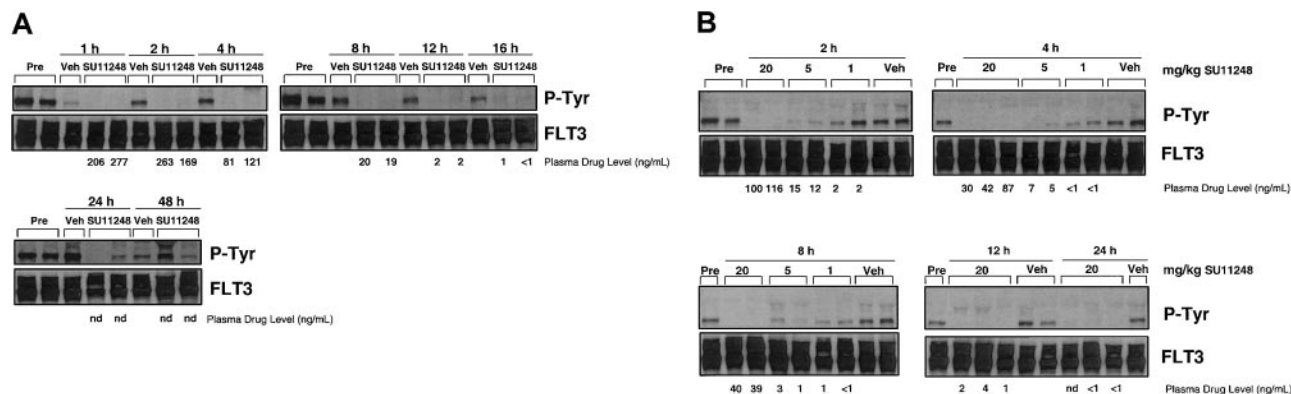 A
1 h 2 h 4 h
Pre Veh SU11248 Veh SU11248 Veh SU11248
206 277 263 169 81 121
8 h 12 h 16 h
Pre Veh SU11248 Veh SU11248 Veh SU11248
P-Tyr
FLT3
20 19 2 2 1 <1 Plasma Drug Level (ng/mL)
24 h 48 h
Pre Veh SU11248 Veh SU11248
P-Tyr
FLT3
nd nd nd nd Plasma Drug Level (ng/mL)
B
2 h 4 h
Pre 20 5 1 Veh Pre 20 5 1 Veh mg/kg SU11248
P-Tyr
FLT3
100 116 15 12 2 2 30 42 87 7 5 <1 <1 Plasma Drug Level (ng/mL)
8 h 12 h 24 h
Pre 20 5 1 Veh Pre 20 Veh 20 Veh mg/kg SU11248
P-Tyr
FLT3
40 39 3 1 1 <1 2 4 1 nd <1 <1 Plasma Drug Level (ng/mL)